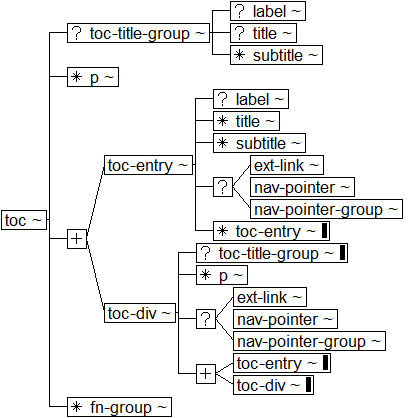 ? label ~
? toc-title-group ~
? title ~
* subtitle ~
* p ~
? label ~
* title ~
toc-entry ~
* subtitle ~
ext-link ~
? nav-pointer ~
nav-pointer-group ~
toc ~
* toc-entry ~
+
? toc-title-group ~
* p ~
ext-link ~
toc-div ~
? nav-pointer ~
nav-pointer-group ~
toc-entry ~
+
toc-div ~
* fn-group ~